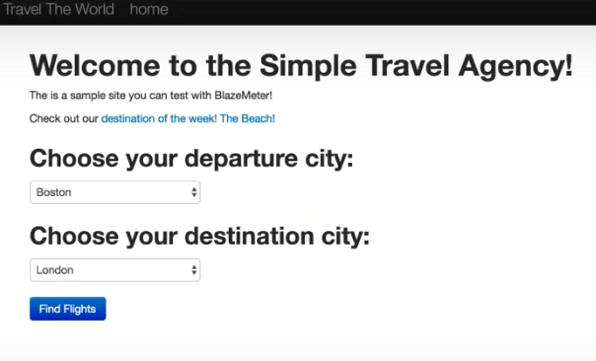 Travel The World home
Welcome to the Simple Travel Agency!
The is a sample site you can test with BlazeMeter!
Check out our destination of the week! The Beach!
Choose your departure city:
Boston
Choose your destination city:
London
Find Flights